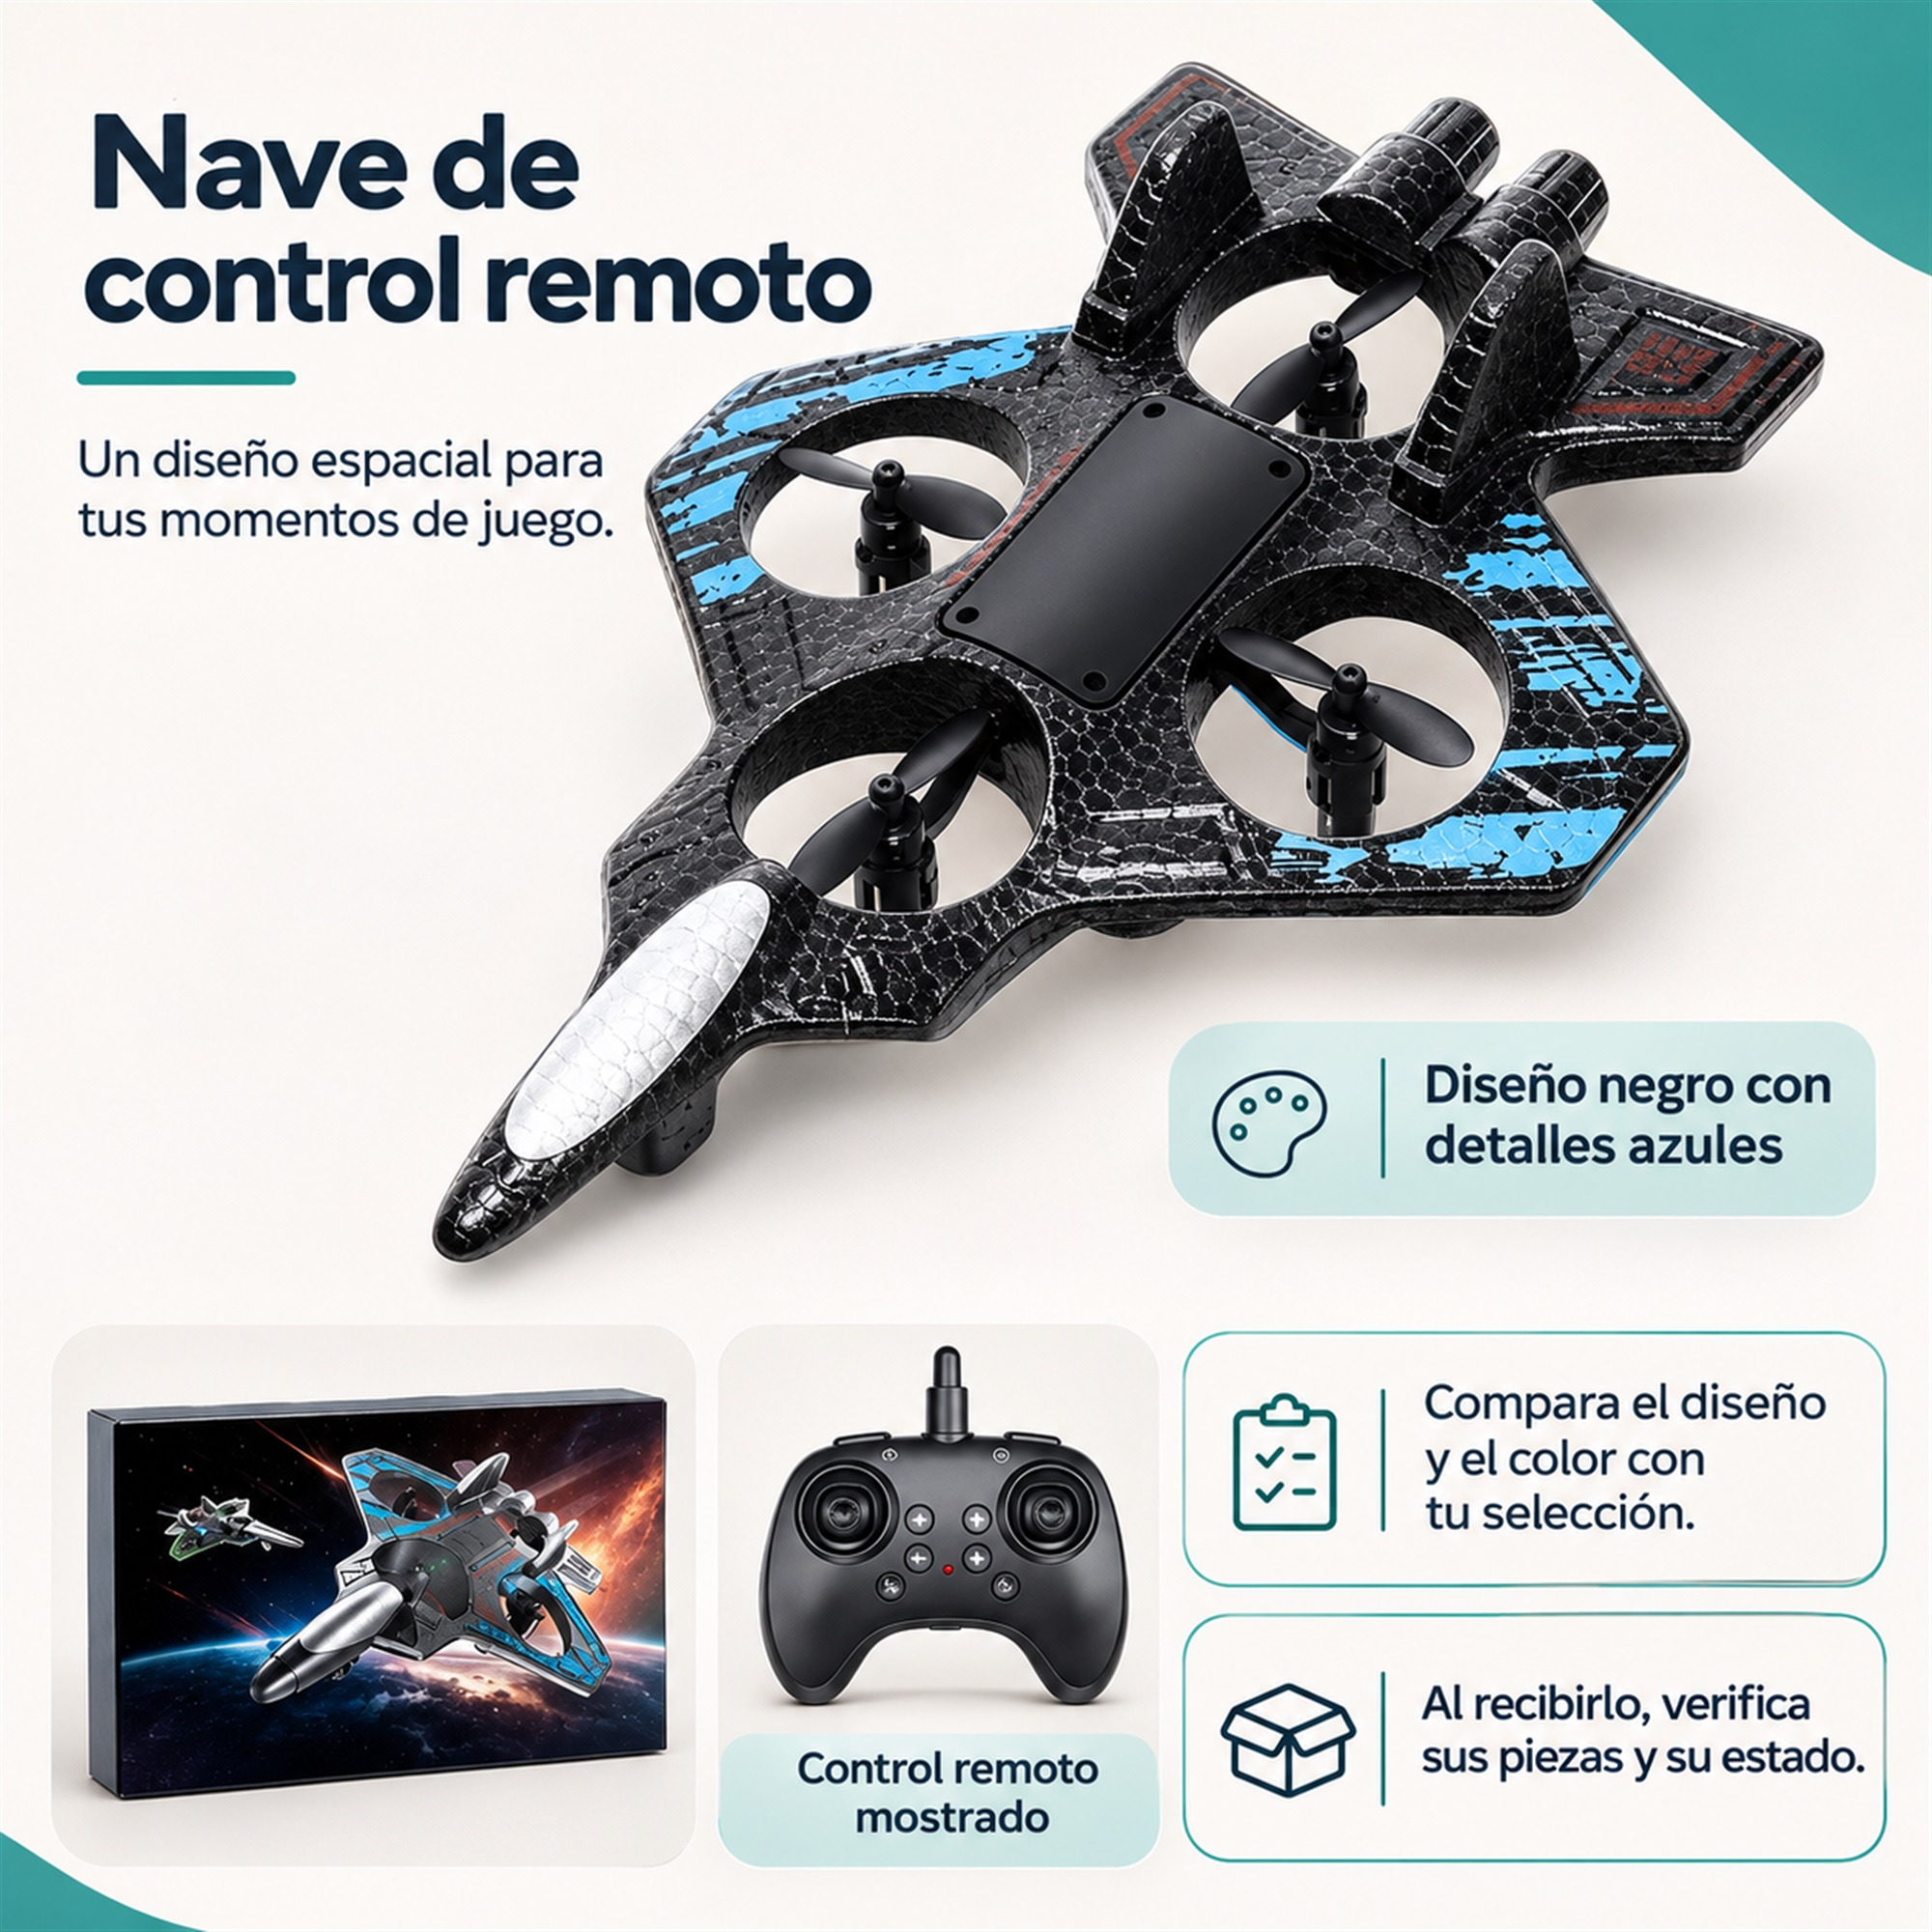 Nave de
control remoto
Un diseño espacial para
tus momentos de juego.
Diseño negro con
detalles azules
Control remoto
mostrado
Compara el diseño
y el color con
tu selección.
Al recibirlo, verifica
sus piezas y su estado.